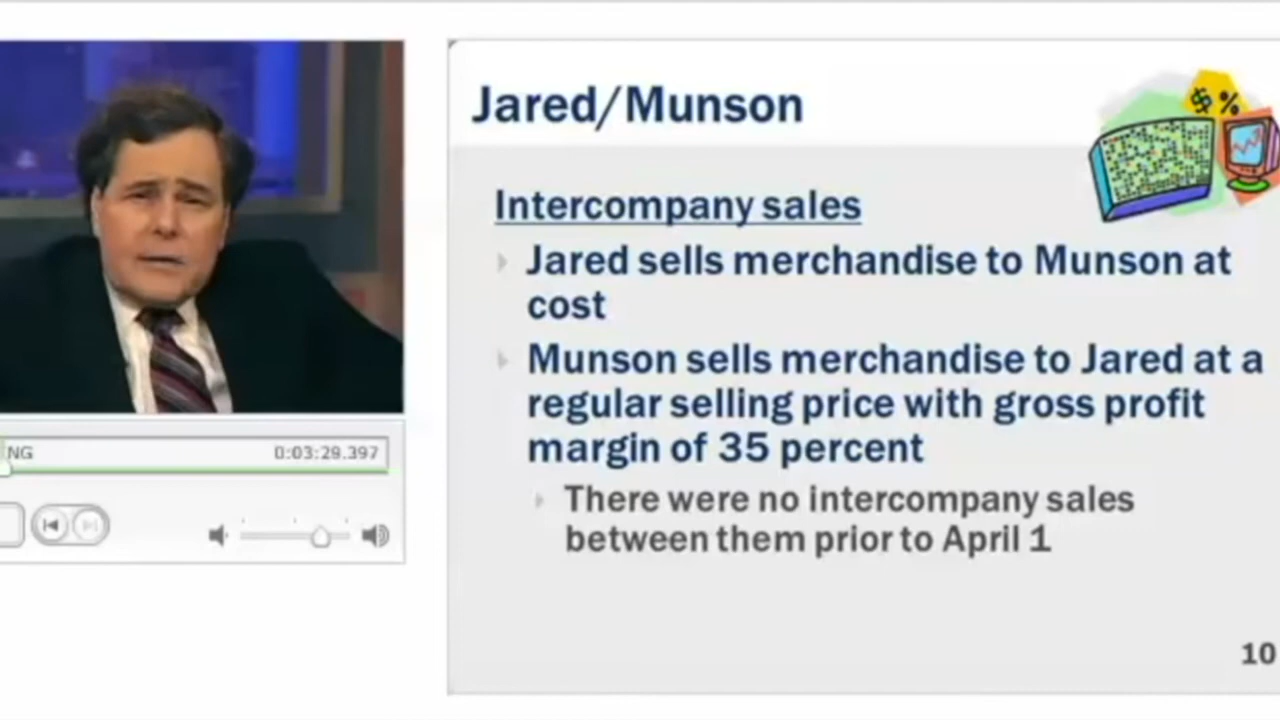 Jared/Munson
$%
Intercompany sales
Jared sells merchandise to Munson at
cost
Munson sells merchandise to Jared at a
regular selling price with gross profit
margin of 35 percent
There were no intercompany sales
between them prior to April 1
NG
0:03:29.397
10